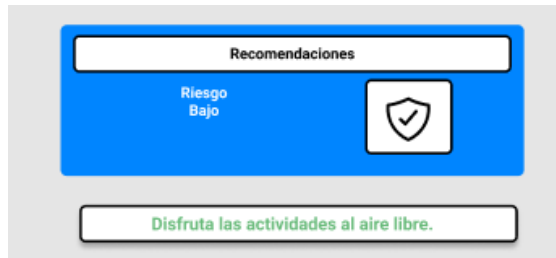 Recomendaciones
Riesgo
Bajo
Disfruta las actividades al aire libre.